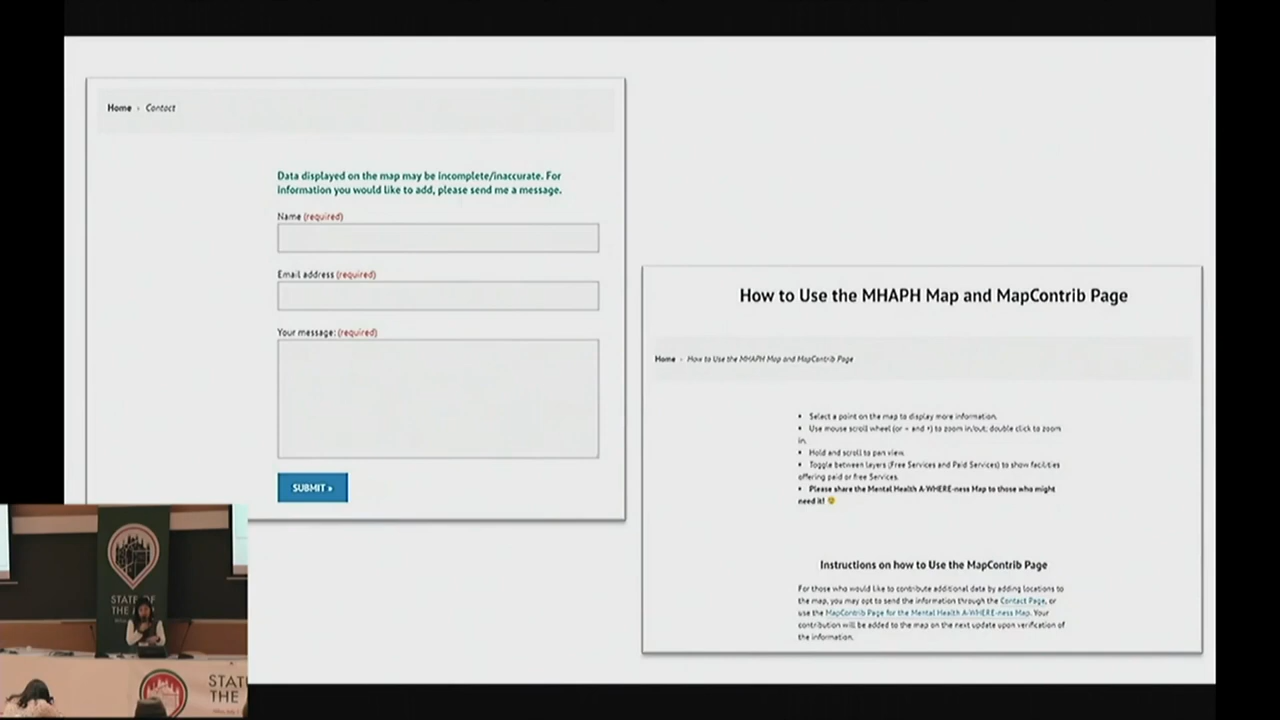 Home - Contact
Data displayed on the map may be incomplete/inaccurate. For
information you would like to add, please send me a message.
Name (required)
Email address (required)
Your message: (required)
SUBMIT »
How to Use the MHAPH Map and MapContrib Page
Home - How to Use the MHAPH Map and MapContrib Page
• Select a point on the map to display more information.
• Use mouse scroll wheel (or − and +) to zoom in/out; double click to zoom
in.
• Hold and scroll to pan view.
• Toggle between layers (Free Services and Paid Services) to show facilities
offering paid or free Services.
• Please share the Mental Health A-WHERE-ness Map to those who might
need it! 🙂
Instructions on how to Use the MapContrib Page
For those who would like to contribute additional data by adding locations to
the map, you may opt to send the information through the Contact Page, or
use the MapContrib Page for the Mental Health A-WHERE-ness Map. Your
contribution will be added to the map on the next update upon verification of
the information.
STATE OF
THE
STAT
THE